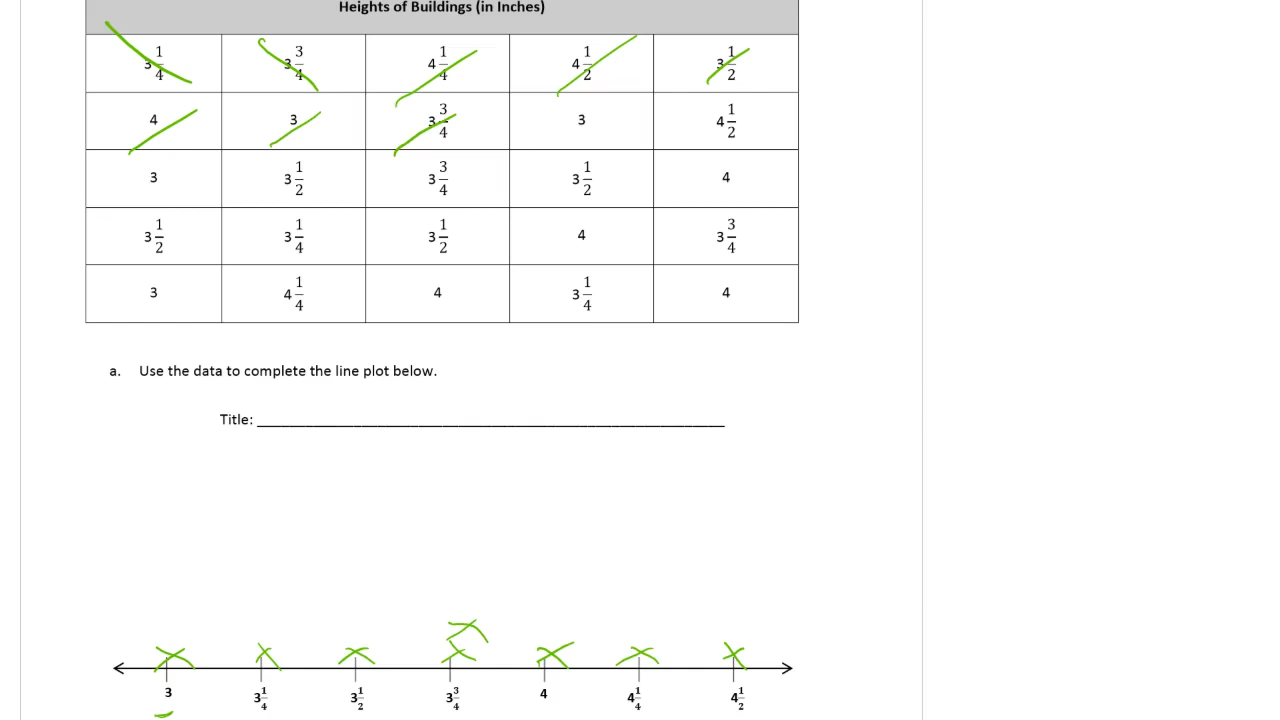 Heights of Buildings (in Inches)
3 1/4 3 3/4 4 1/4 4 1/2 3 1/2
4 3 3 3/4 3 4 1/2
3 3 1/2 3 3/4 3 1/2 4
3 1/2 3 1/4 3 1/2 4 3 3/4
3 4 1/4 4 3 1/4 4
a. Use the data to complete the line plot below.
Title: ____________________________________________________________
X
X X X X X X X
3 3 1/4 3 1/2 3 3/4 4 4 1/4 4 1/2